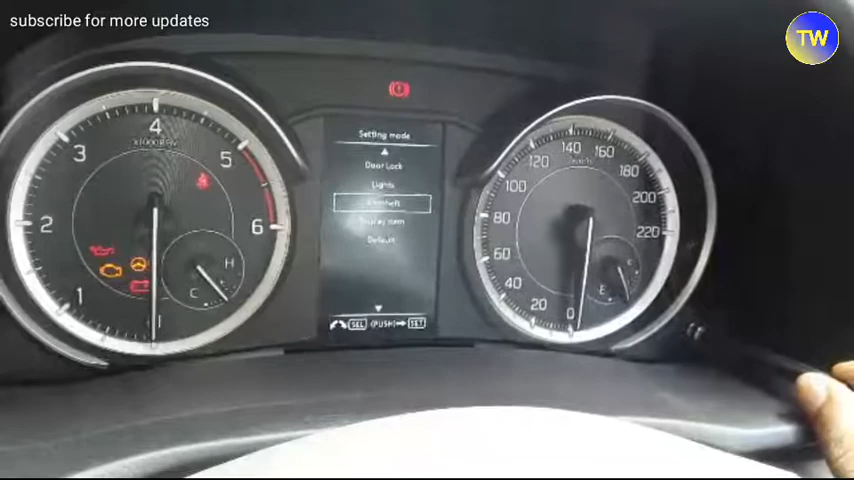 subscribe for more updates
TW
Setting mode
Door Lock
Lights
Default
SEL (PUSH) SET
1
2
3
4
5
6
x1000r/min
C
H
0
20
40
60
80
100
120
140
160
180
200
220
km/h
E
F